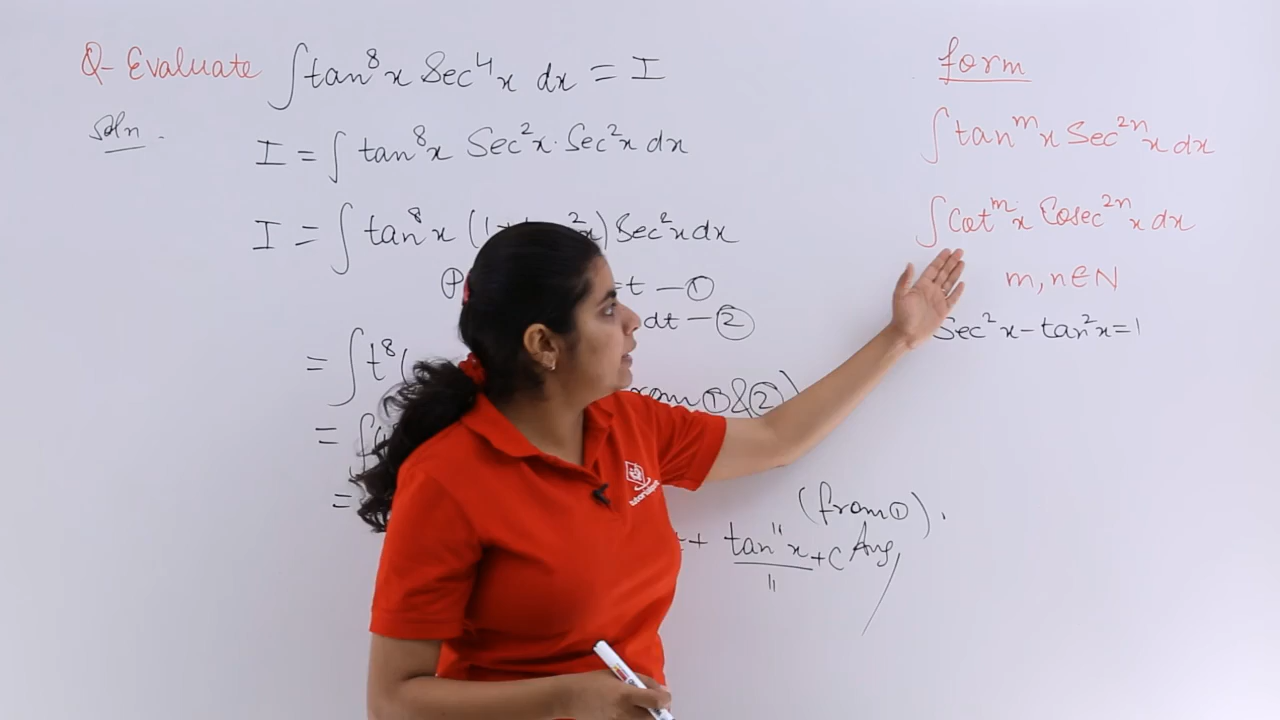 Q- Evaluate ∫tan⁸x Sec⁴x dx = I
Soln.
I = ∫ tan⁸x Sec²x · Sec²x dx
I = ∫ tan⁸x (1+ ²x) Sec²x dx
=t — ①
dt — ②
= ∫ t⁸(
from ① & ②)
= ∫(
=
(from ①).
+ tan¹¹x/11 + C Ans
form
∫ tanᵐx Sec²ⁿx dx
∫ Cotᵐx Cosec²ⁿx dx
m, n ∈ N
Sec²x – tan²x = 1